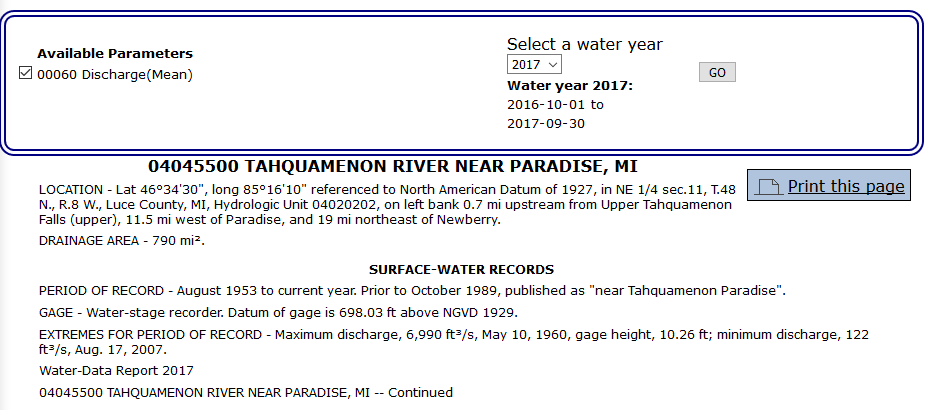 Select a water year
Available Parameters
00060 Discharge(Mean)
2017
GO
Water year 2017:
2016-10-01 to
2017-09-30
04045500 TAHQUAMENON RIVER NEAR PARADISE, MI
Print this page
LOCATION - Lat 46°34'30", long 85°16'10" referenced to North American Datum of 1927, in NE 1/4 sec.11, T.48
N., R.8 W., Luce County, MI, Hydrologic Unit 04020202, on left bank 0.7 mi upstream from Upper Tahquamenon
Falls (upper), 11.5 mi west of Paradise, and 19 mi northeast of Newberry.
DRAINAGE AREA - 790 mi².
SURFACE-WATER RECORDS
PERIOD OF RECORD - August 1953 to current year. Prior to October 1989, published as "near Tahquamenon Paradise".
GAGE - Water-stage recorder. Datum of gage is 698.03 ft above NGVD 1929.
EXTREMES FOR PERIOD OF RECORD - Maximum discharge, 6,990 ft³/s, May 10, 1960, gage height, 10.26 ft; minimum discharge, 122
ft³/s, Aug. 17, 2007.
Water-Data Report 2017
04045500 TAHQUAMENON RIVER NEAR PARADISE, MI -- Continued